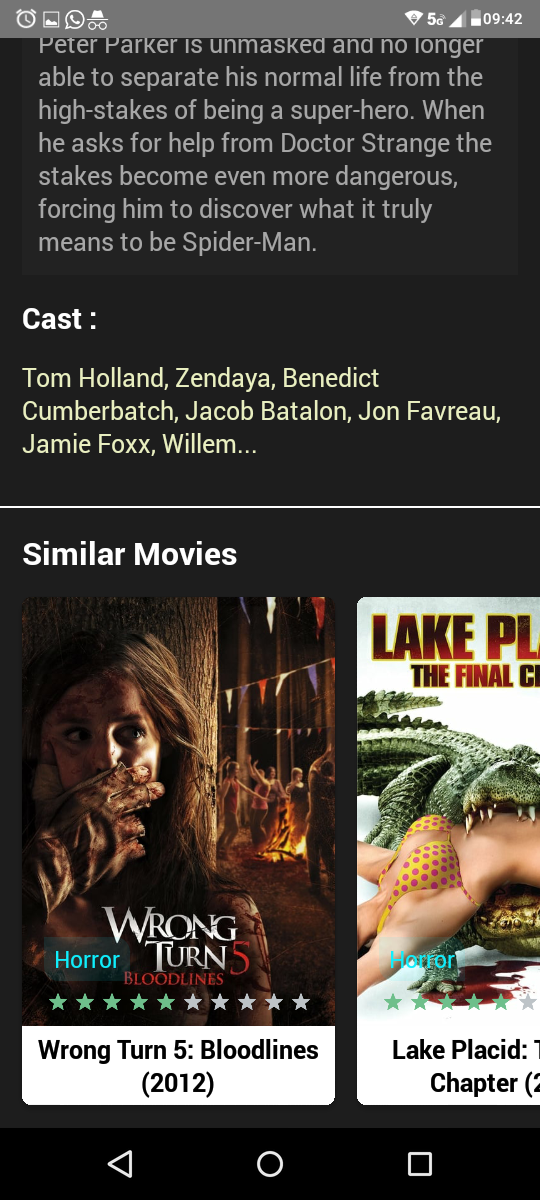 5G 09:42
Peter Parker is unmasked and no longer
able to separate his normal life from the
high-stakes of being a super-hero. When
he asks for help from Doctor Strange the
stakes become even more dangerous,
forcing him to discover what it truly
means to be Spider-Man.
Cast :
Tom Holland, Zendaya, Benedict
Cumberbatch, Jacob Batalon, Jon Favreau,
Jamie Foxx, Willem...
Similar Movies
WRONG
TURN 5
BLOODLINES
Horror
Wrong Turn 5: Bloodlines
(2012)
LAKE PL
THE FINAL C
Horror
Lake Placid:
Chapter (2